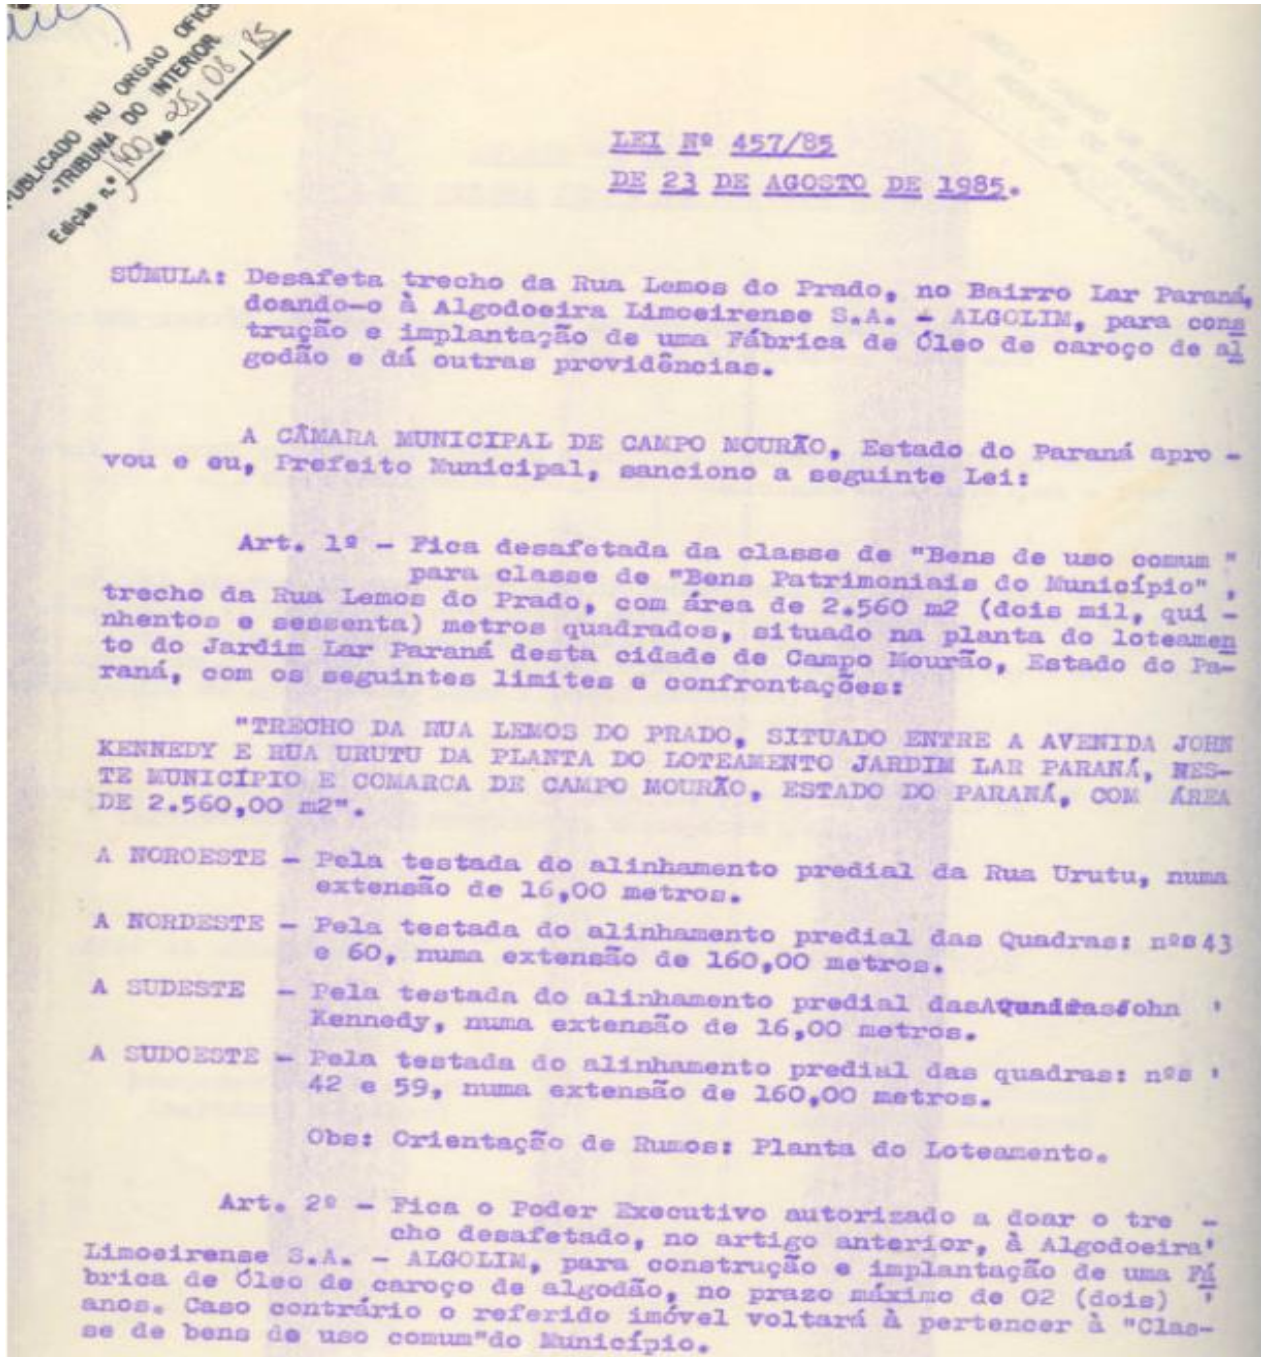 PUBLICADO NO ORGÃO OFICI
"TRIBUNA DO INTERIOR
Edição n.º 1400 de 25/08/85
LEI Nº 457/85
DE 23 DE AGOSTO DE 1985.
SÚMULA: Desafeta trecho da Rua Lemos do Prado, no Bairro Lar Paraná,
doando-o à Algodoeira Limoeirense S.A. - ALGOLIM, para cons
trução e implantação de uma Fábrica de Óleo de caroço de al
godão e dá outras providências.
A CÂMARA MUNICIPAL DE CAMPO MOURÃO, Estado do Paraná apro -
vou e eu, Prefeito Municipal, sanciono a seguinte Lei:
Art. 1º - Fica desafetada da classe de "Bens de uso comum "
para classe de "Bens Patrimoniais do Município" ,
trecho da Rua Lemos do Prado, com área de 2.560 m2 (dois mil, qui -
nhentos e sessenta) metros quadrados, situado na planta do loteamen
to do Jardim Lar Paraná desta cidade de Campo Mourão, Estado do Pa-
raná, com os seguintes limites e confrontações:
"TRECHO DA RUA LEMOS DO PRADO, SITUADO ENTRE A AVENIDA JOHN
KENNEDY E RUA URUTU DA PLANTA DO LOTEAMENTO JARDIM LAR PARANÁ, NES-
TE MUNICÍPIO E COMARCA DE CAMPO MOURÃO, ESTADO DO PARANÁ, COM ÁREA
DE 2.560,00 m2".
A NOROESTE - Pela testada do alinhamento predial da Rua Urutu, numa
extensão de 16,00 metros.
A NORDESTE - Pela testada do alinhamento predial das Quadras: nºs 43
e 60, numa extensão de 160,00 metros.
A SUDESTE - Pela testada do alinhamento predial John '
Kennedy, numa extensão de 16,00 metros.
A SUDOESTE - Pela testada do alinhamento predial das quadras: nºs '
42 e 59, numa extensão de 160,00 metros.
Obs: Orientação de Rumos: Planta do Loteamento.
Art. 2º - Fica o Poder Executivo autorizado a doar o tre -
cho desafetado, no artigo anterior, à Algodoeira'
Limoeirense S.A. - ALGOLIM, para construção e implantação de uma Fá
brica de Óleo de caroço de algodão, no prazo máximo de 02 (dois) '
anos. Caso contrário o referido imóvel voltará à pertencer à "Clas-
se de bens de uso comum"do Município.